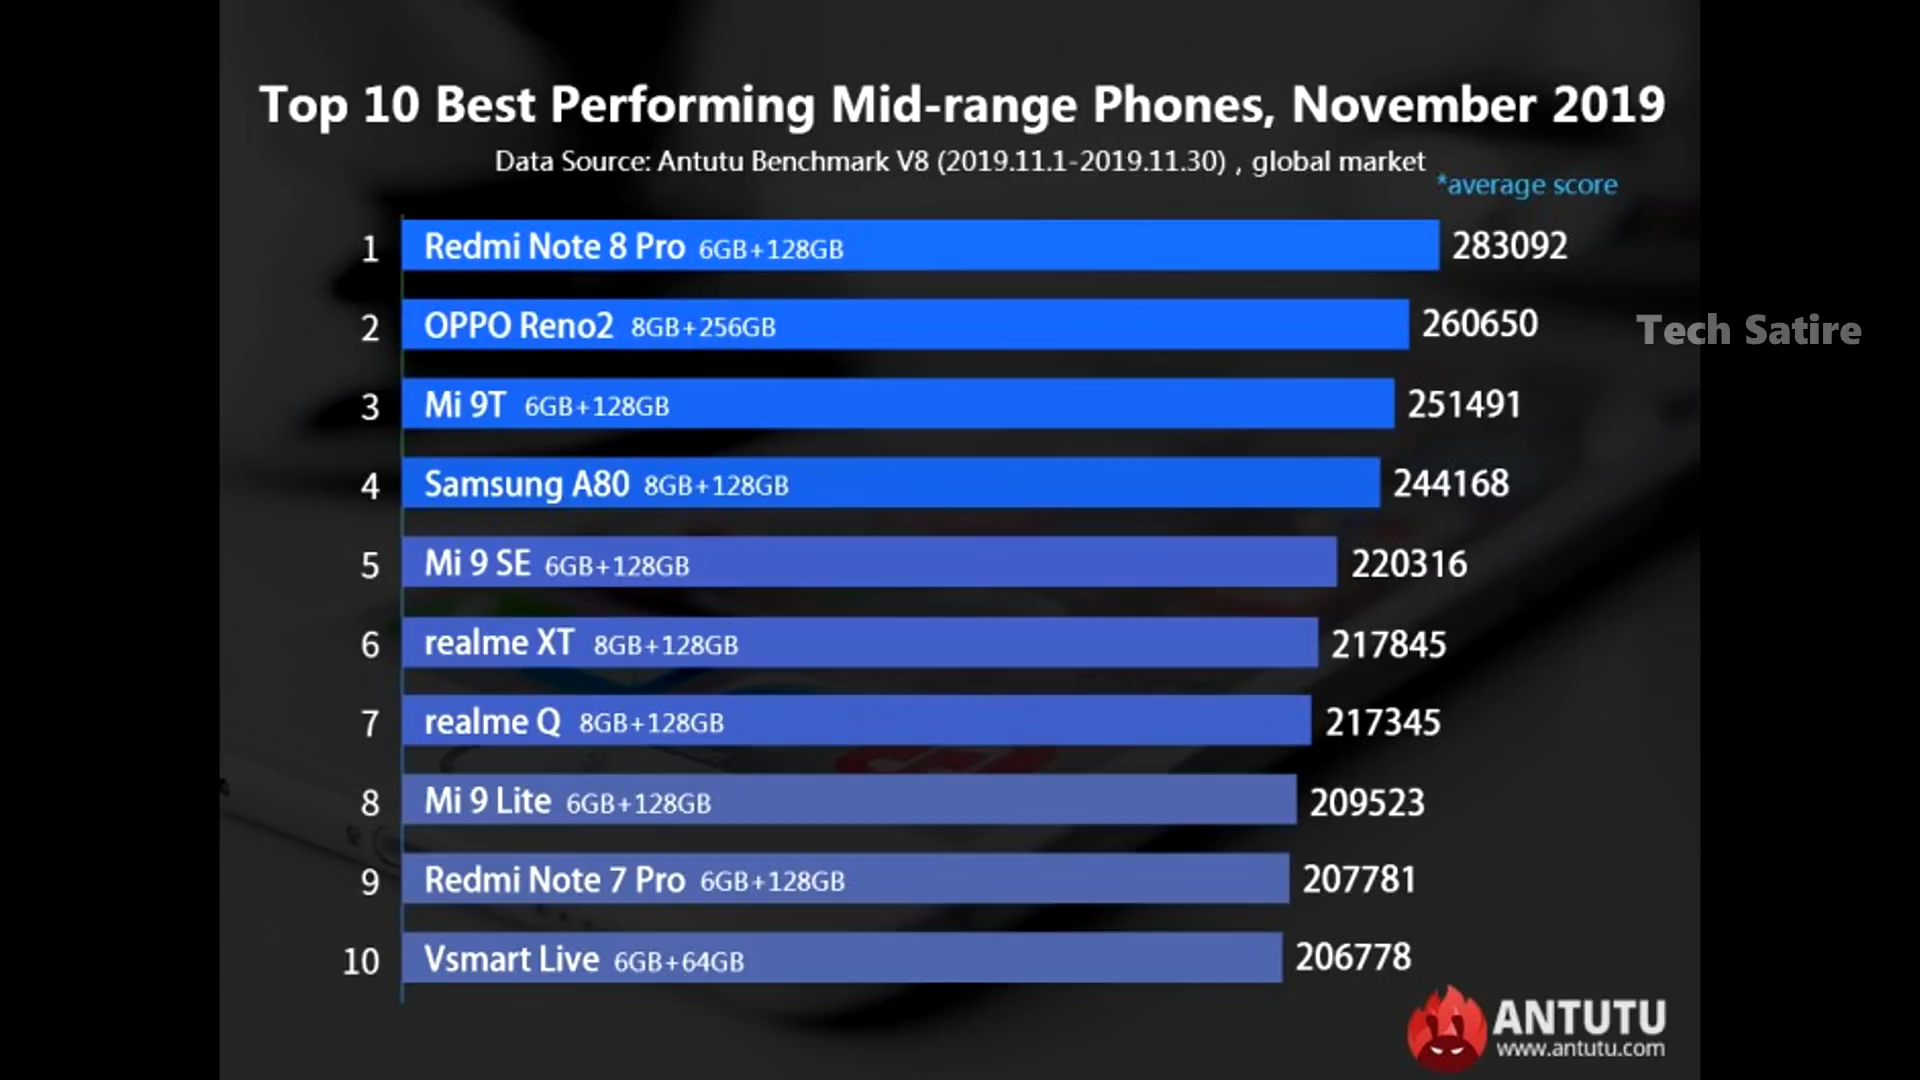 Top 10 Best Performing Mid-range Phones, November 2019
Data Source: Antutu Benchmark V8 (2019.11.1-2019.11.30) , global market
*average score
1 Redmi Note 8 Pro 6GB+128GB 283092
2 OPPO Reno2 8GB+256GB 260650
Tech Satire
3 Mi 9T 6GB+128GB 251491
4 Samsung A80 8GB+128GB 244168
5 Mi 9 SE 6GB+128GB 220316
6 realme XT 8GB+128GB 217845
7 realme Q 8GB+128GB 217345
8 Mi 9 Lite 6GB+128GB 209523
9 Redmi Note 7 Pro 6GB+128GB 207781
10 Vsmart Live 6GB+64GB 206778
ANTUTU
www.antutu.com